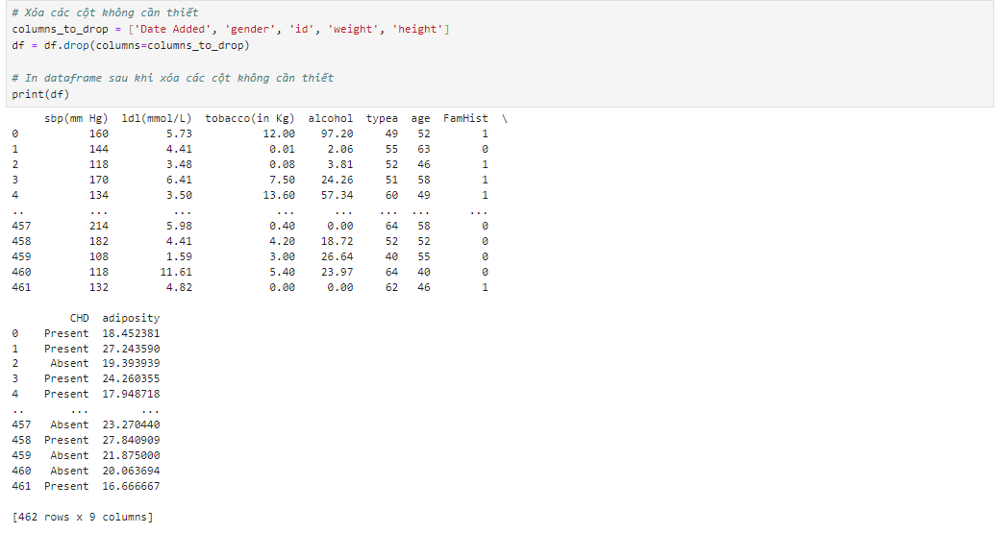 # Xóa các cột không cần thiết
columns_to_drop = ['Date Added', 'gender', 'id', 'weight', 'height']
df = df.drop(columns=columns_to_drop)
# In dataframe sau khi xóa các cột không cần thiết
print(df)
sbp(mm Hg) ldl(mmol/L) tobacco(in Kg) alcohol typea age FamHist \
0 160 5.73 12.00 97.20 49 52 1
1 144 4.41 0.01 2.06 55 63 0
2 118 3.48 0.08 3.81 52 46 1
3 170 6.41 7.50 24.26 51 58 1
4 134 3.50 13.60 57.34 60 49 1
.. ... ... ... ... ... ... ...
457 214 5.98 0.40 0.00 64 58 0
458 182 4.41 4.20 18.72 52 52 0
459 108 1.59 3.00 26.64 40 55 0
460 118 11.61 5.40 23.97 64 40 0
461 132 4.82 0.00 0.00 62 46 1
CHD adiposity
0 Present 18.452381
1 Present 27.243590
2 Absent 19.393939
3 Present 24.260355
4 Present 17.948718
.. ... ...
457 Absent 23.270440
458 Present 27.840909
459 Absent 21.875000
460 Absent 20.063694
461 Present 16.666667
[462 rows x 9 columns]